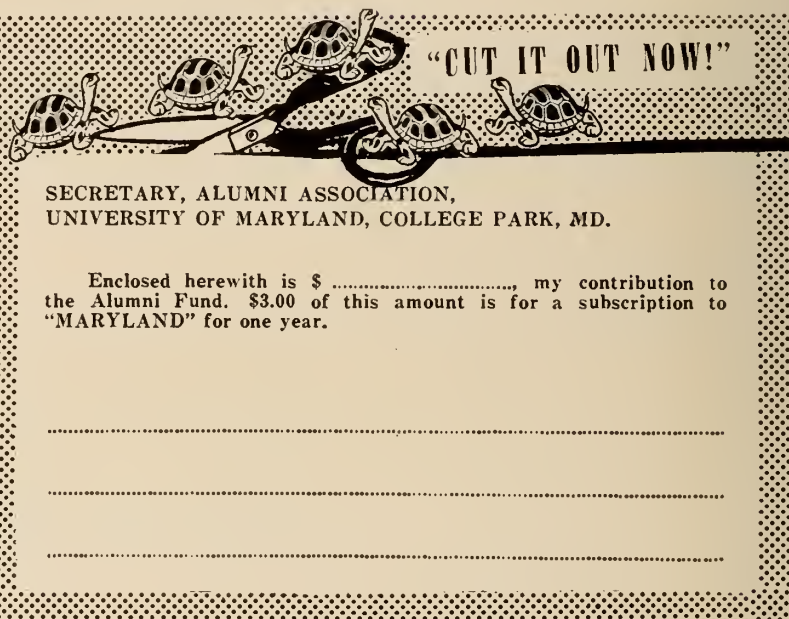 “CUT IT OUT NOW!”
SECRETARY, ALUMNI ASSOCIATION,
UNIVERSITY OF MARYLAND, COLLEGE PARK, MD.
Enclosed herewith is $ ........................................, my contribution to
the Alumni Fund. $3.00 of this amount is for a subscription to
“MARYLAND” for one year.